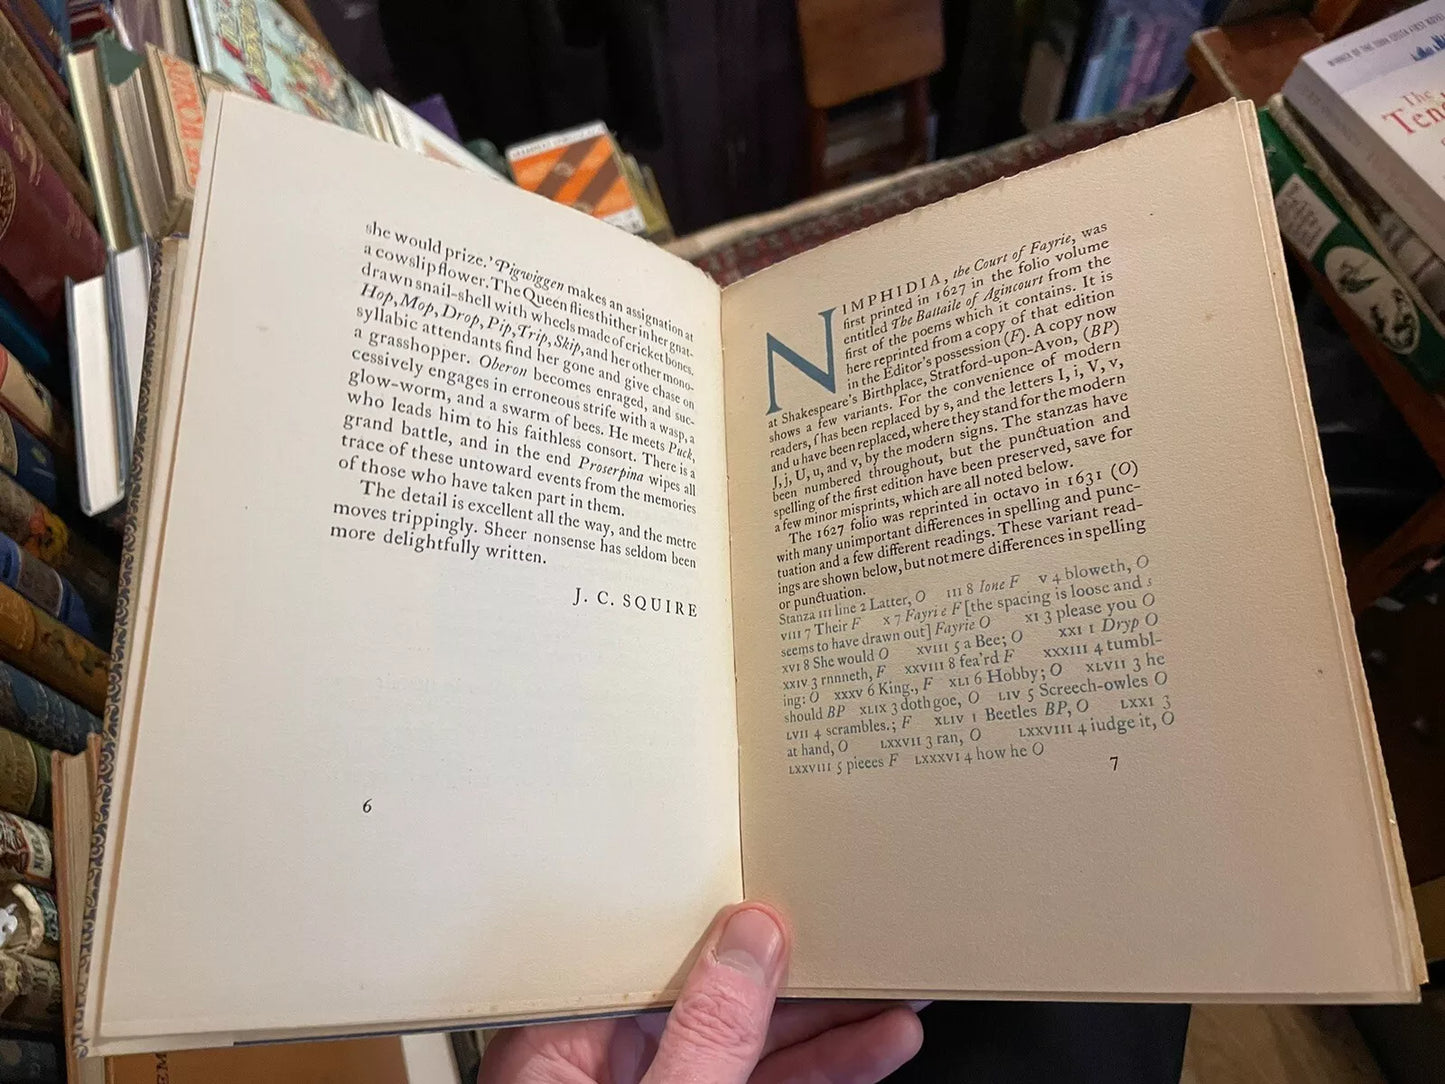 she would prize.' Pigwiggen makes an assignation at
a cowslip flower. The Queen flies thither in her gnat-
drawn snail-shell with wheels made of cricket bones.
Hop, Mop, Drop, Pip, Trip, Skip, and her other mono-
syllabic attendants find her gone and give chase on
a grasshopper. Oberon becomes enraged, and suc-
cessively engages in erroneous strife with a wasp, a
glow-worm, and a swarm of bees. He meets Puck,
who leads him to his faithless consort. There is a
grand battle, and in the end Proserpina wipes all
trace of these untoward events from the memories
of those who have taken part in them.
The detail is excellent all the way, and the metre
moves trippingly. Sheer nonsense has seldom been
more delightfully written.
J. C. SQUIRE
6
NIMPHIDIA, the Court of Fayrie, was
first printed in 1627 in the folio volume
entitled The Battaile of Agincourt from the
first of the poems which it contains. It is
here reprinted from a copy of that edition
in the Editor's possession (F). A copy now
at Shakespeare's Birthplace, Stratford-upon-Avon, (BP)
shows a few variants. For the convenience of modern
readers, ſ has been replaced by s, and the letters I, i, V, v,
and u have been replaced, where they stand for the modern
J, j, U, u, and v, by the modern signs. The stanzas have
been numbered throughout, but the punctuation and
spelling of the first edition have been preserved, save for
a few minor misprints, which are all noted below.
The 1627 folio was reprinted in octavo in 1631 (O)
with many unimportant differences in spelling and punc-
tuation and a few different readings. These variant read-
ings are shown below, but not mere differences in spelling
or punctuation.
Stanza III line 2 Latter, O III 8 Ione F V 4 bloweth, O
VIII 7 Their F X 7 Fayri e F [the spacing is loose and s
seems to have drawn out] Fayrie O XI 3 please you O
XVI 8 She would O XVIII 5 a Bee; O XXI 1 Dryp O
XXIV 3 rnnneth, F XXVIII 8 fea'rd F XXXIII 4 tumbl-
ing: O XXXV 6 King., F XLI 6 Hobby; O XLVII 3 he
should BP XLIX 3 doth goe, O LIV 5 Screech-owles O
LVII 4 scrambles.; F XLIV 1 Beetles BP, O LXXI 3
at hand, O LXXVII 3 ran, O LXXVIII 4 iudge it, O
LXXVIII 5 pieces F LXXXVI 4 how he O
7
WINNER OF THE
FIRST NOVEL
The